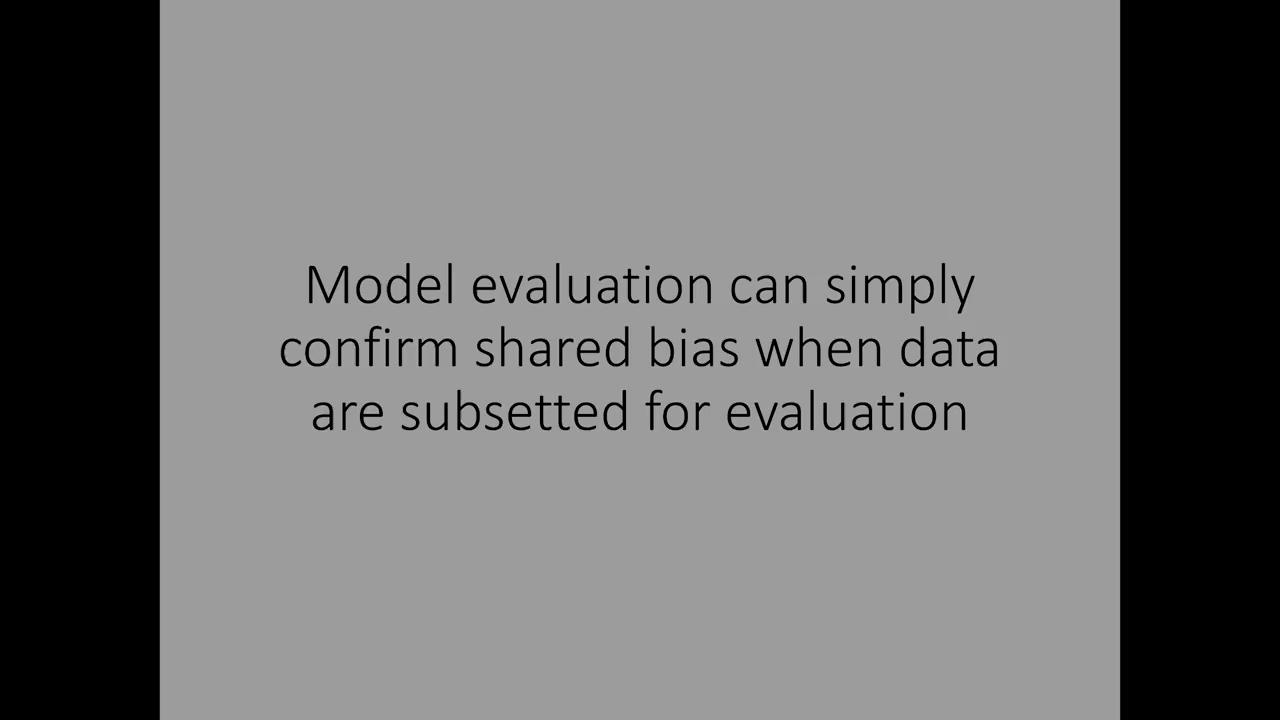 Model evaluation can simply
confirm shared bias when data
are subsetted for evaluation